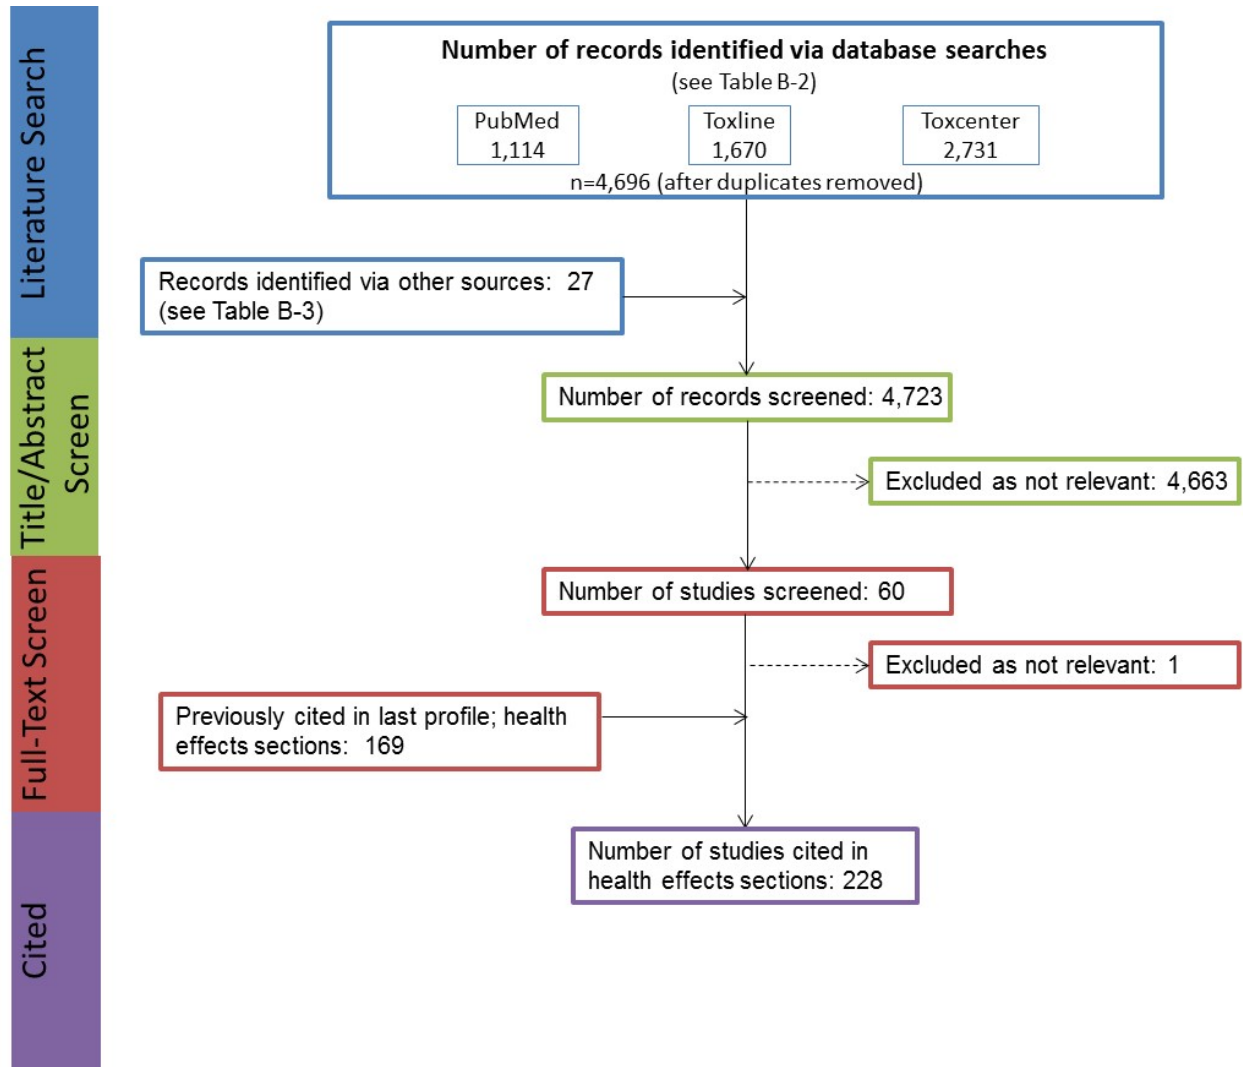 Literature Search
Number of records identified via database searches
(see Table B-2)
PubMed
1,114
Toxline
1,670
Toxcenter
2,731
n=4,696 (after duplicates removed)
Records identified via other sources: 27
(see Table B-3)
Title/Abstract
Screen
Number of records screened: 4,723
Excluded as not relevant: 4,663
Full-Text Screen
Number of studies screened: 60
Excluded as not relevant: 1
Previously cited in last profile; health
effects sections: 169
Cited
Number of studies cited in
health effects sections: 228